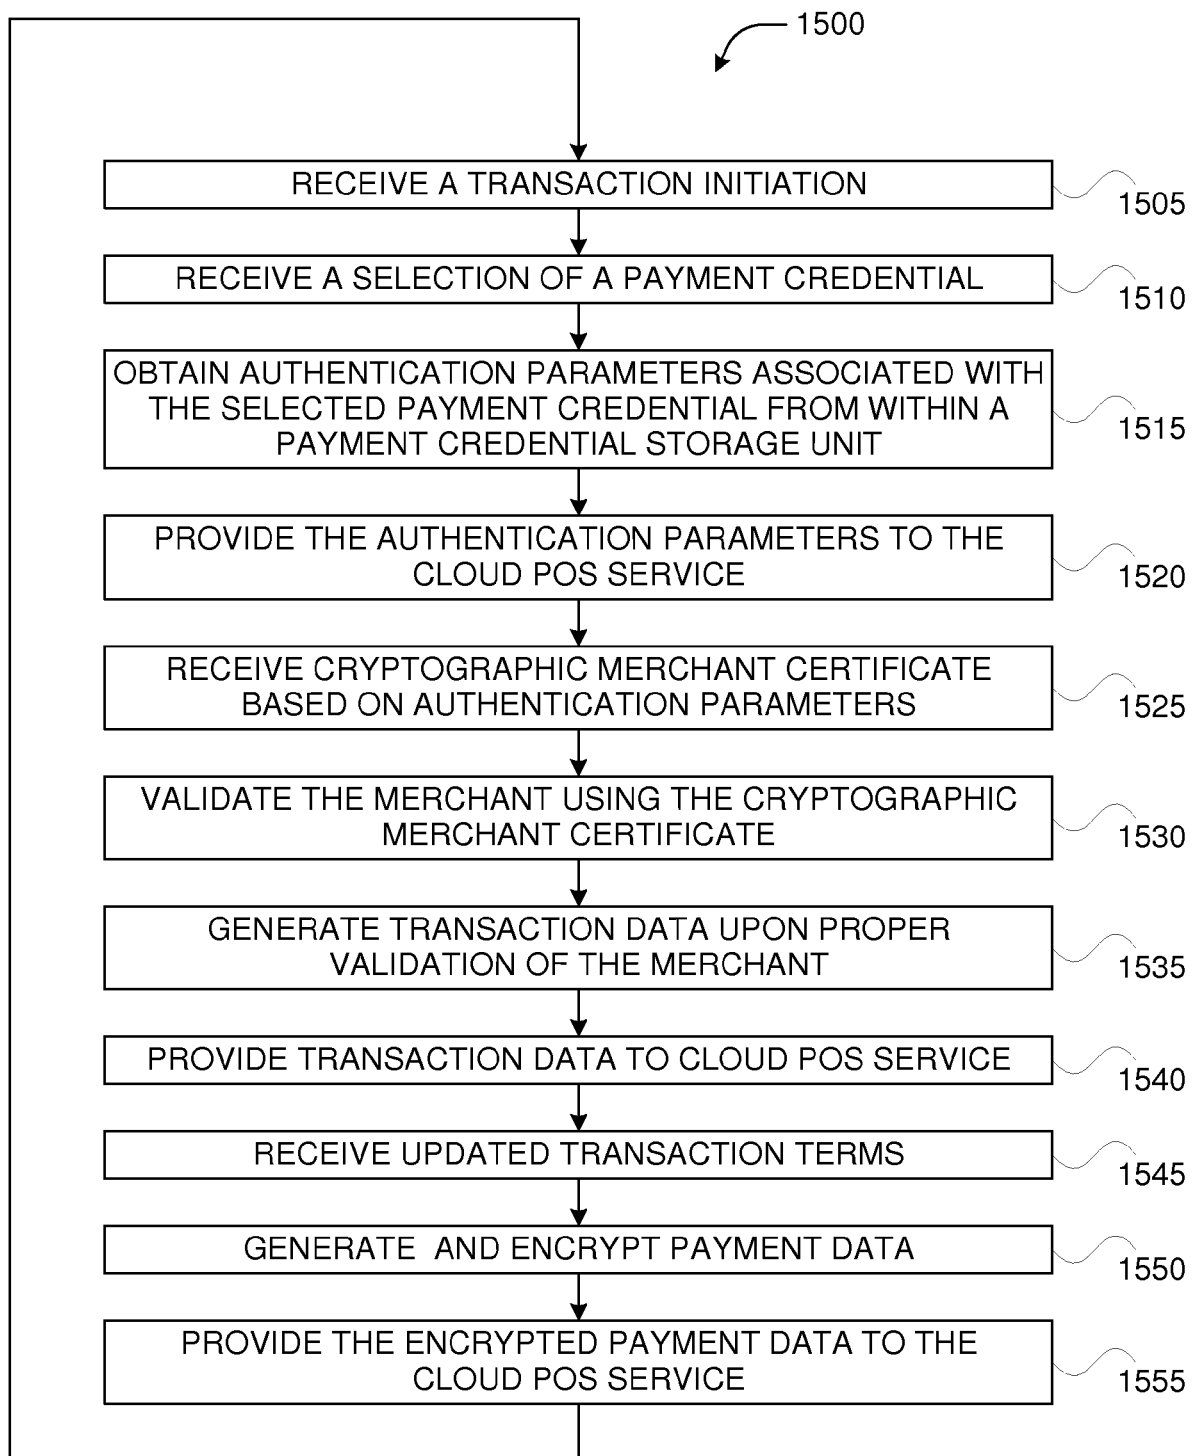 1500
RECEIVE A TRANSACTION INITIATION
1505
RECEIVE A SELECTION OF A PAYMENT CREDENTIAL
1510
OBTAIN AUTHENTICATION PARAMETERS ASSOCIATED WITH
THE SELECTED PAYMENT CREDENTIAL FROM WITHIN A
PAYMENT CREDENTIAL STORAGE UNIT
1515
PROVIDE THE AUTHENTICATION PARAMETERS TO THE
CLOUD POS SERVICE
1520
RECEIVE CRYPTOGRAPHIC MERCHANT CERTIFICATE
BASED ON AUTHENTICATION PARAMETERS
1525
VALIDATE THE MERCHANT USING THE CRYPTOGRAPHIC
MERCHANT CERTIFICATE
1530
GENERATE TRANSACTION DATA UPON PROPER
VALIDATION OF THE MERCHANT
1535
PROVIDE TRANSACTION DATA TO CLOUD POS SERVICE
1540
RECEIVE UPDATED TRANSACTION TERMS
1545
GENERATE AND ENCRYPT PAYMENT DATA
1550
PROVIDE THE ENCRYPTED PAYMENT DATA TO THE
CLOUD POS SERVICE
1555